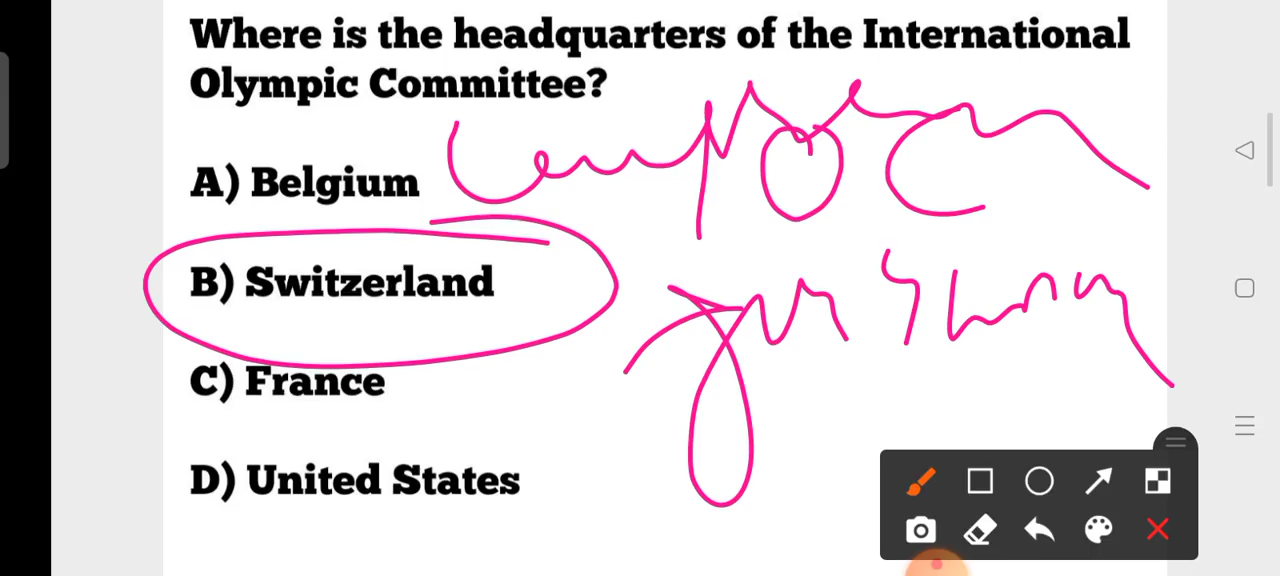 Where is the headquarters of the International
Olympic Committee?
A) Belgium
B) Switzerland
C) France
D) United States